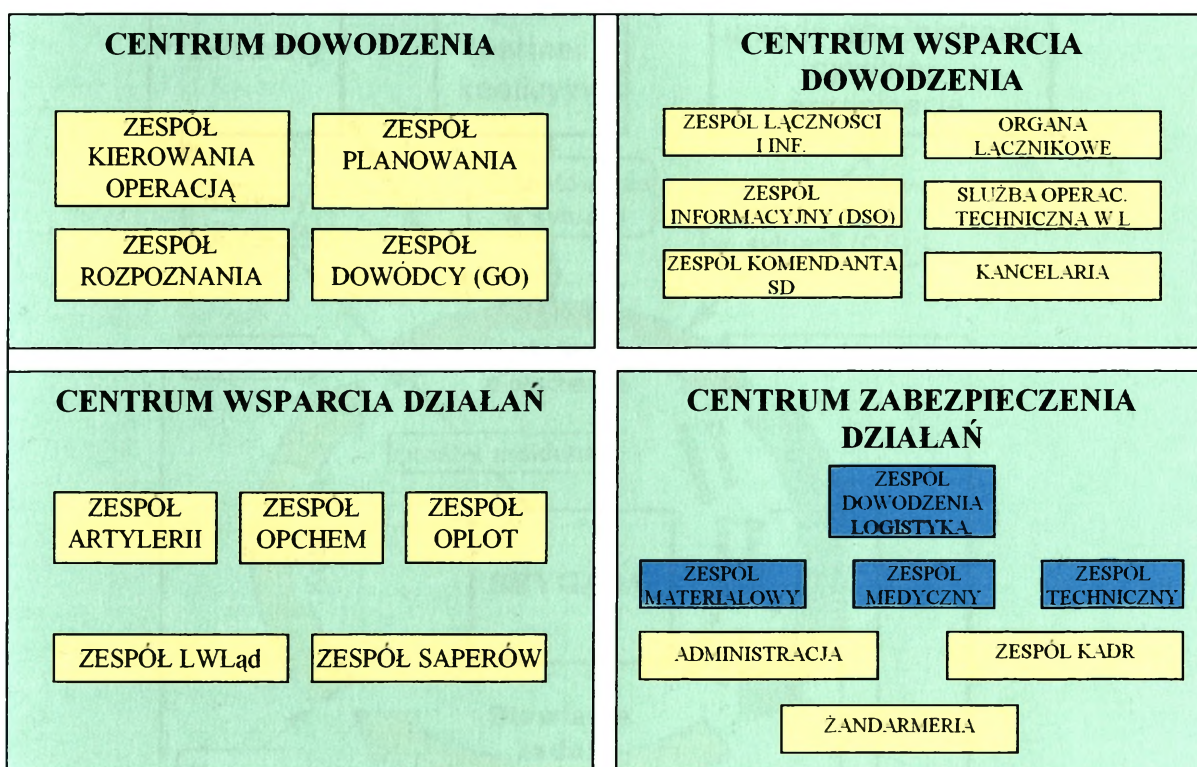 CENTRUM DOWODZENIA
ZESPÓŁ
KIEROWANIA
OPERACJĄ
ZESPÓŁ
PLANOWANIA
ZESPÓŁ
ROZPOZNANIA
ZESPÓŁ
DOWÓDCY (GO)
CENTRUM WSPARCIA
DOWODZENIA
ZESPÓŁ ŁĄCZNOŚCI
I INF.
ORGANA
ŁĄCZNIKOWE
ZESPÓŁ
INFORMACYJNY (DSO)
SŁUŻBA OPERAC.
TECHNICZNA W L
ZESPÓŁ KOMENDANTA
SD
KANCELARIA
CENTRUM WSPARCIA DZIAŁAŃ
ZESPÓŁ
ARTYLERII
ZESPÓŁ
OPCHEM
ZESPÓŁ
OPLOT
ZESPÓŁ LWLąd
ZESPÓŁ SAPERÓW
CENTRUM ZABEZPIECZENIA
DZIAŁAŃ
ZESPÓŁ
DOWODZENIA
LOGISTYKĄ
ZESPÓŁ
MATERIAŁOWY
ZESPÓŁ
MEDYCZNY
ZESPÓŁ
TECHNICZNY
ADMINISTRACJA
ZESPÓŁ KADR
ŻANDARMERIA